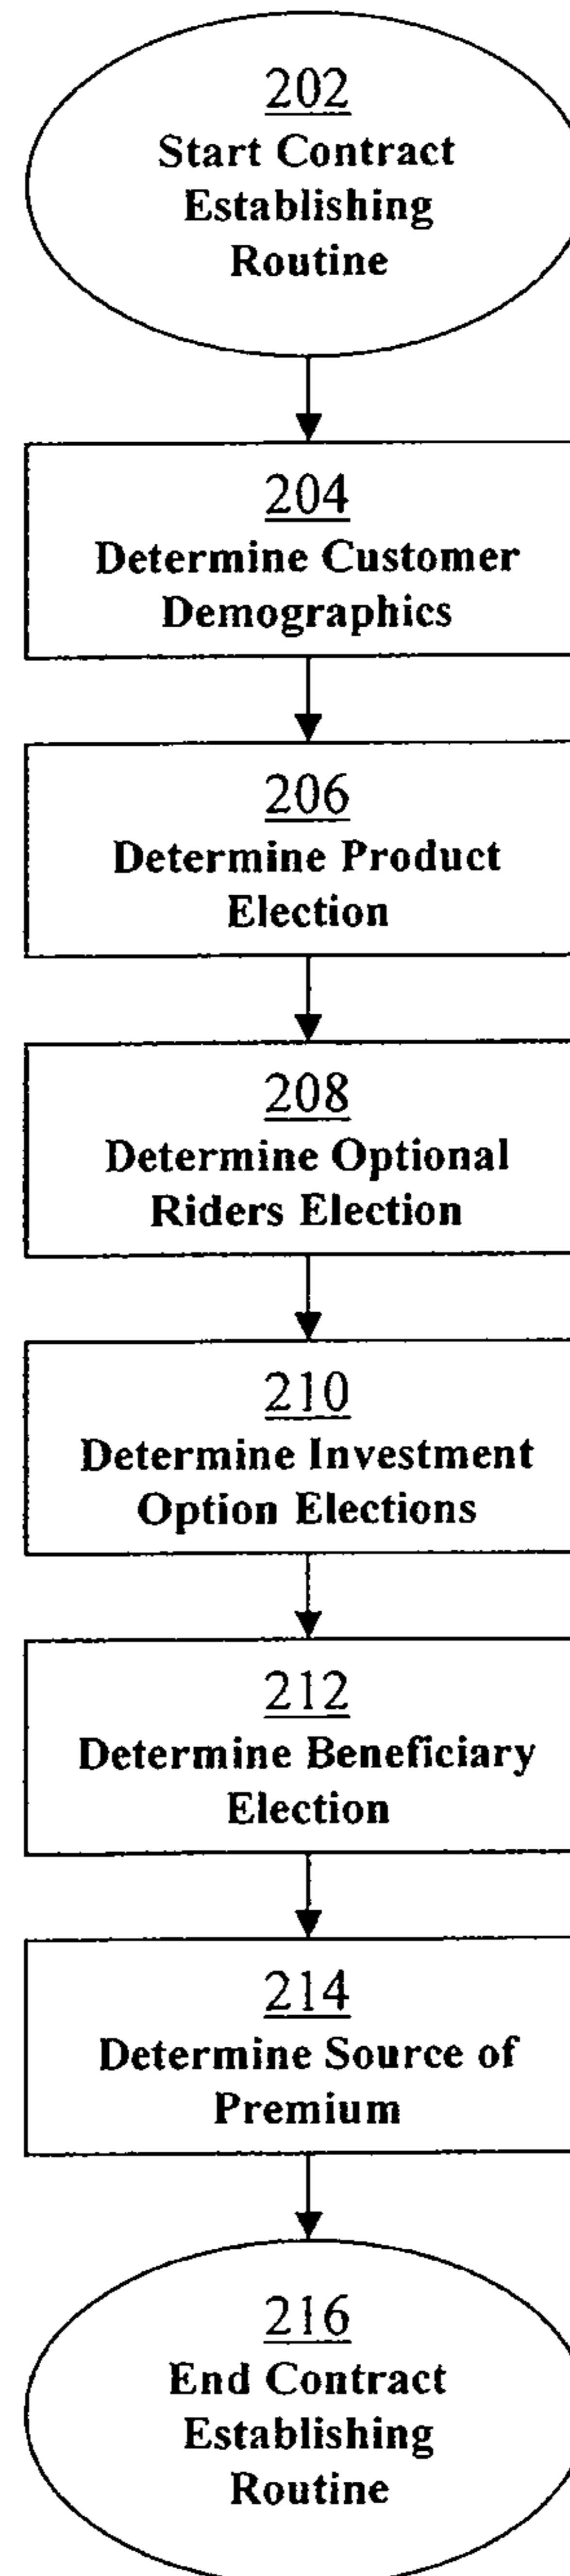 202
Start Contract
Establishing
Routine
204
Determine Customer
Demographics
206
Determine Product
Election
208
Determine Optional
Riders Election
210
Determine Investment
Option Elections
212
Determine Beneficiary
Election
214
Determine Source of
Premium
216
End Contract
Establishing
Routine